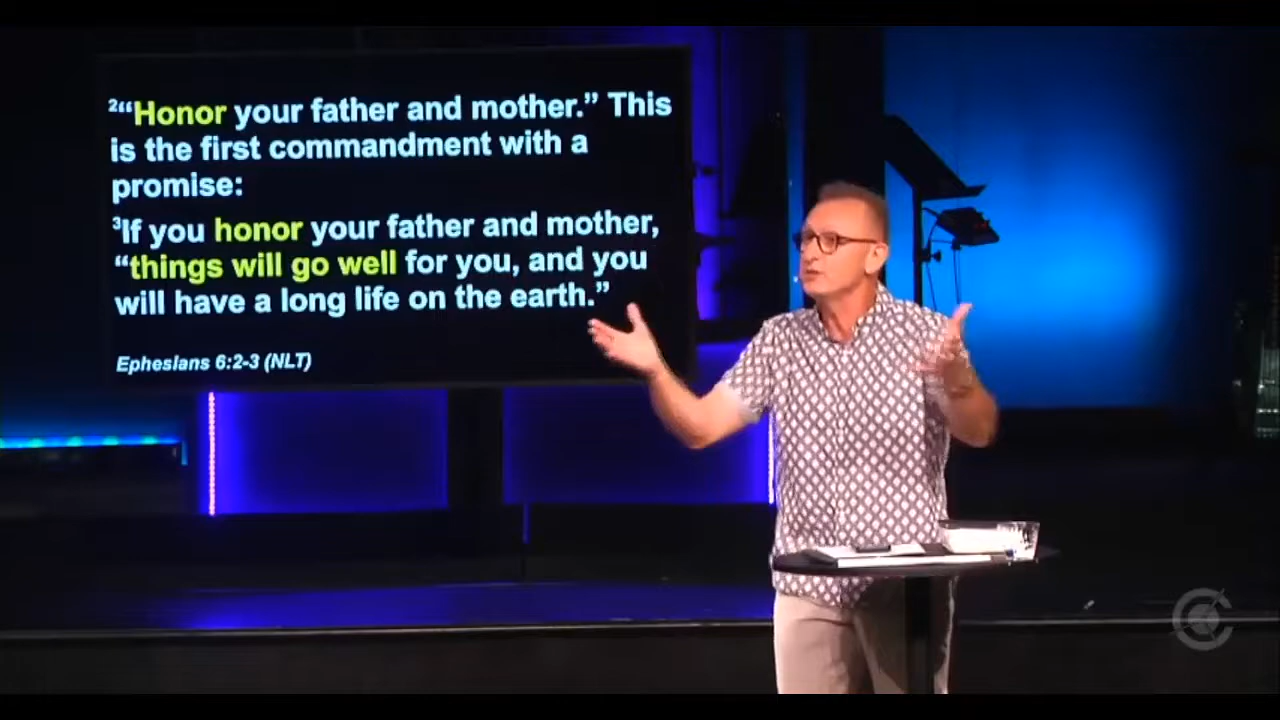 ²“‘Honor your father and mother.” This
is the first commandment with a
promise:
³If you honor your father and mother,
“things will go well for you, and you
will have a long life on the earth.”
Ephesians 6:2-3 (NLT)